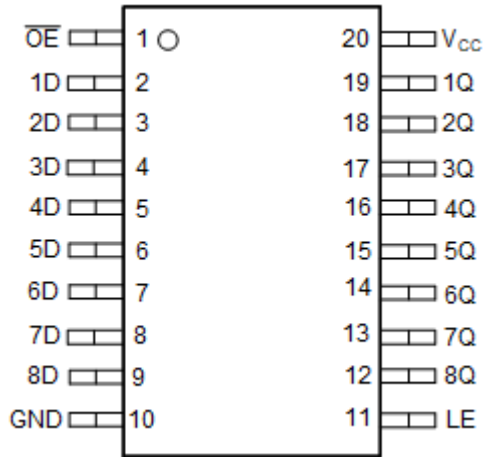 O̅E̅ 1 20 VCC
1D 2 19 1Q
2D 3 18 2Q
3D 4 17 3Q
4D 5 16 4Q
5D 6 15 5Q
6D 7 14 6Q
7D 8 13 7Q
8D 9 12 8Q
GND 10 11 LE